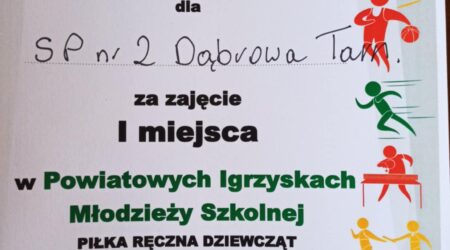 dla
SP nr 2 Dąbrowa Tarn.
za zajęcie
I miejsca
w Powiatowych Igrzyskach
Młodzieży Szkolnej
PIŁKA RĘCZNA DZIEWCZĄT